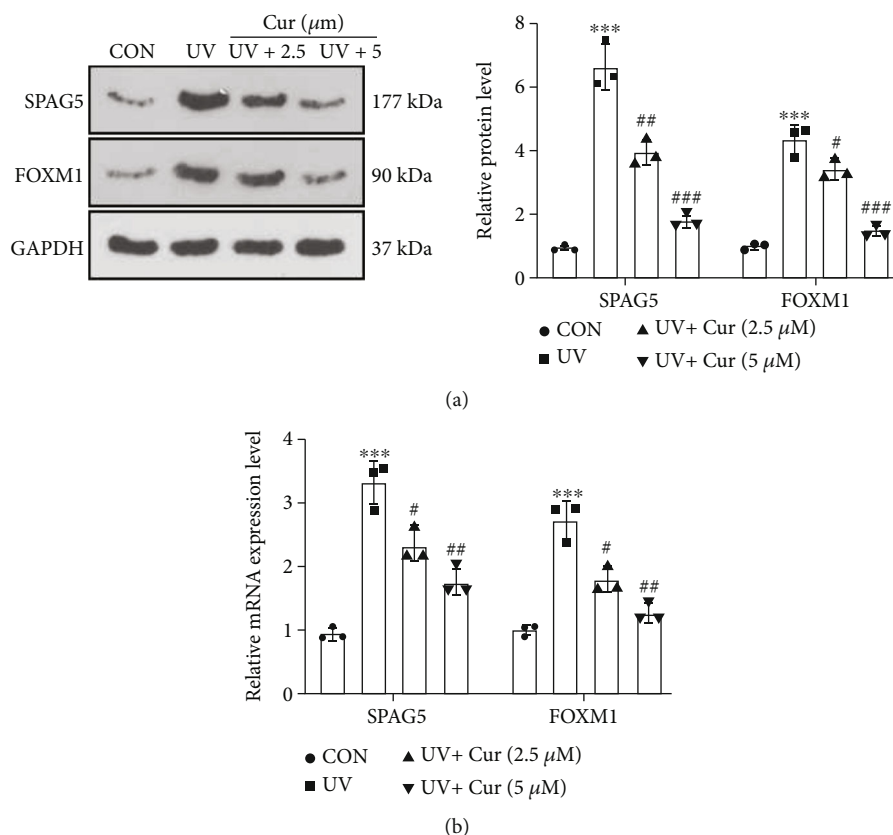 Cur (μm)
CON UV UV + 2.5 UV + 5
SPAG5 177 kDa
FOXM1 90 kDa
GAPDH 37 kDa
Relative protein level
8
6
4
2
0
***
##
###
***
#
###
SPAG5 FOXM1
CON UV+ Cur (2.5 μM)
UV UV+ Cur (5 μM)
(a)
Relative mRNA expression level
4
3
2
1
0
***
#
##
***
#
##
SPAG5 FOXM1
CON UV+ Cur (2.5 μM)
UV UV+ Cur (5 μM)
(b)